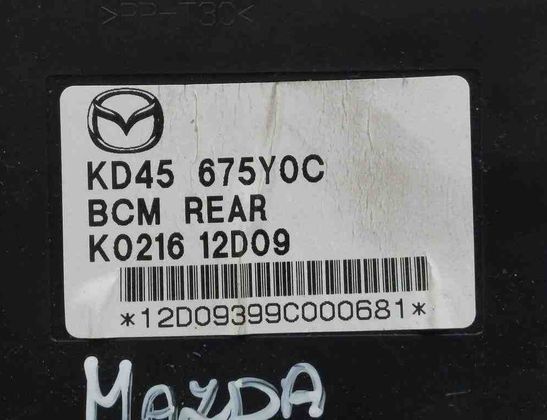 >PP-T30<
KD45 675Y0C
BCM REAR
K0216 12D09
*12D09399C000681*
MAZDA